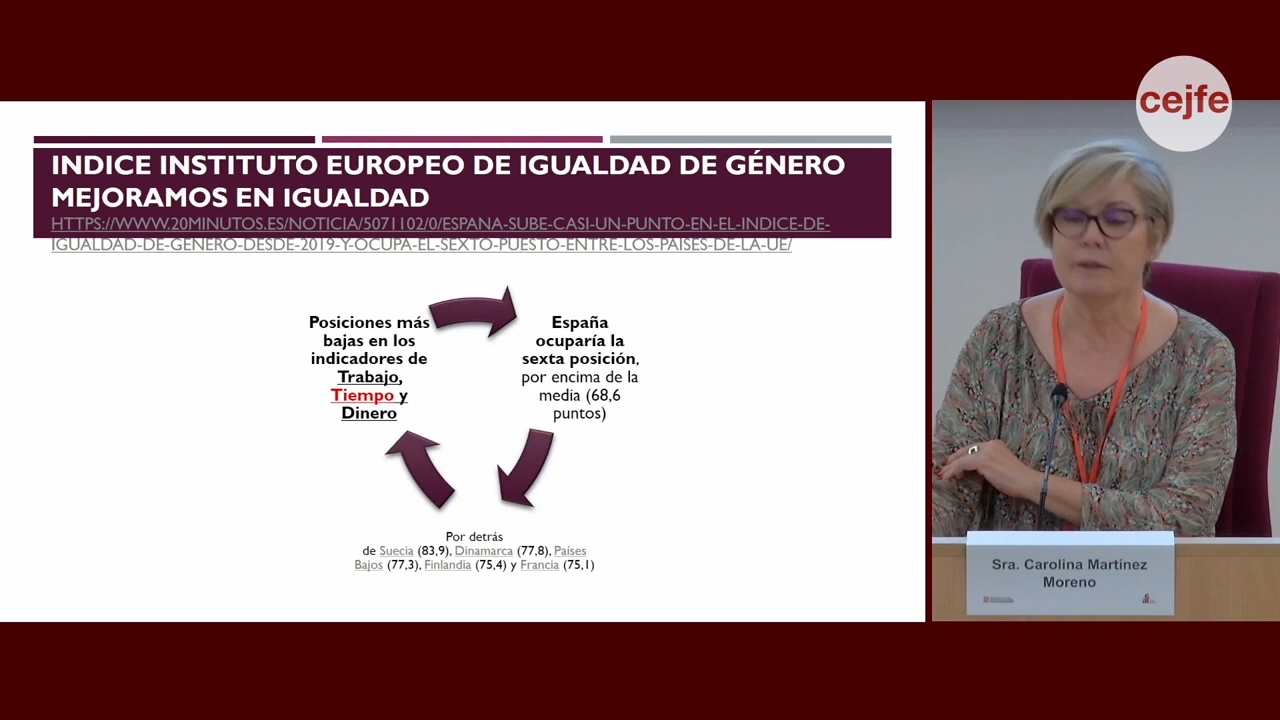 INDICE INSTITUTO EUROPEO DE IGUALDAD DE GÉNERO
MEJORAMOS EN IGUALDAD
HTTPS://WWW.20MINUTOS.ES/NOTICIA/5071102/0/ESPANA-SUBE-CASI-UN-PUNTO-EN-EL-INDICE-DE-
IGUALDAD-DE-GENERO-DESDE-2019-Y-OCUPA-EL-SEXTO-PUESTO-ENTRE-LOS-PAISES-DE-LA-UE/
Posiciones más
bajas en los
indicadores de
Trabajo,
Tiempo y
Dinero
España
ocuparía la
sexta posición,
por encima de la
media (68,6
puntos)
Por detrás
de Suecia (83,9), Dinamarca (77,8), Países
Bajos (77,3), Finlandia (75,4) y Francia (75,1)
cejfe
Sra. Carolina Martínez
Moreno